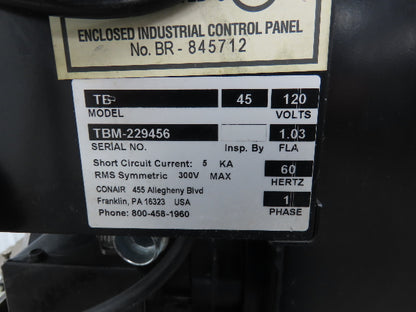 ENCLOSED INDUSTRIAL CONTROL PANEL
No. BR - 845712
TB- 45 120
MODEL VOLTS
TBM-229456 1.03
SERIAL NO. Insp. By FLA
Short Circuit Current: 5 KA 60
RMS Symmetric 300V MAX HERTZ
CONAIR 455 Allegheny Blvd
Franklin, PA 16323 USA 1
Phone: 800-458-1960 PHASE